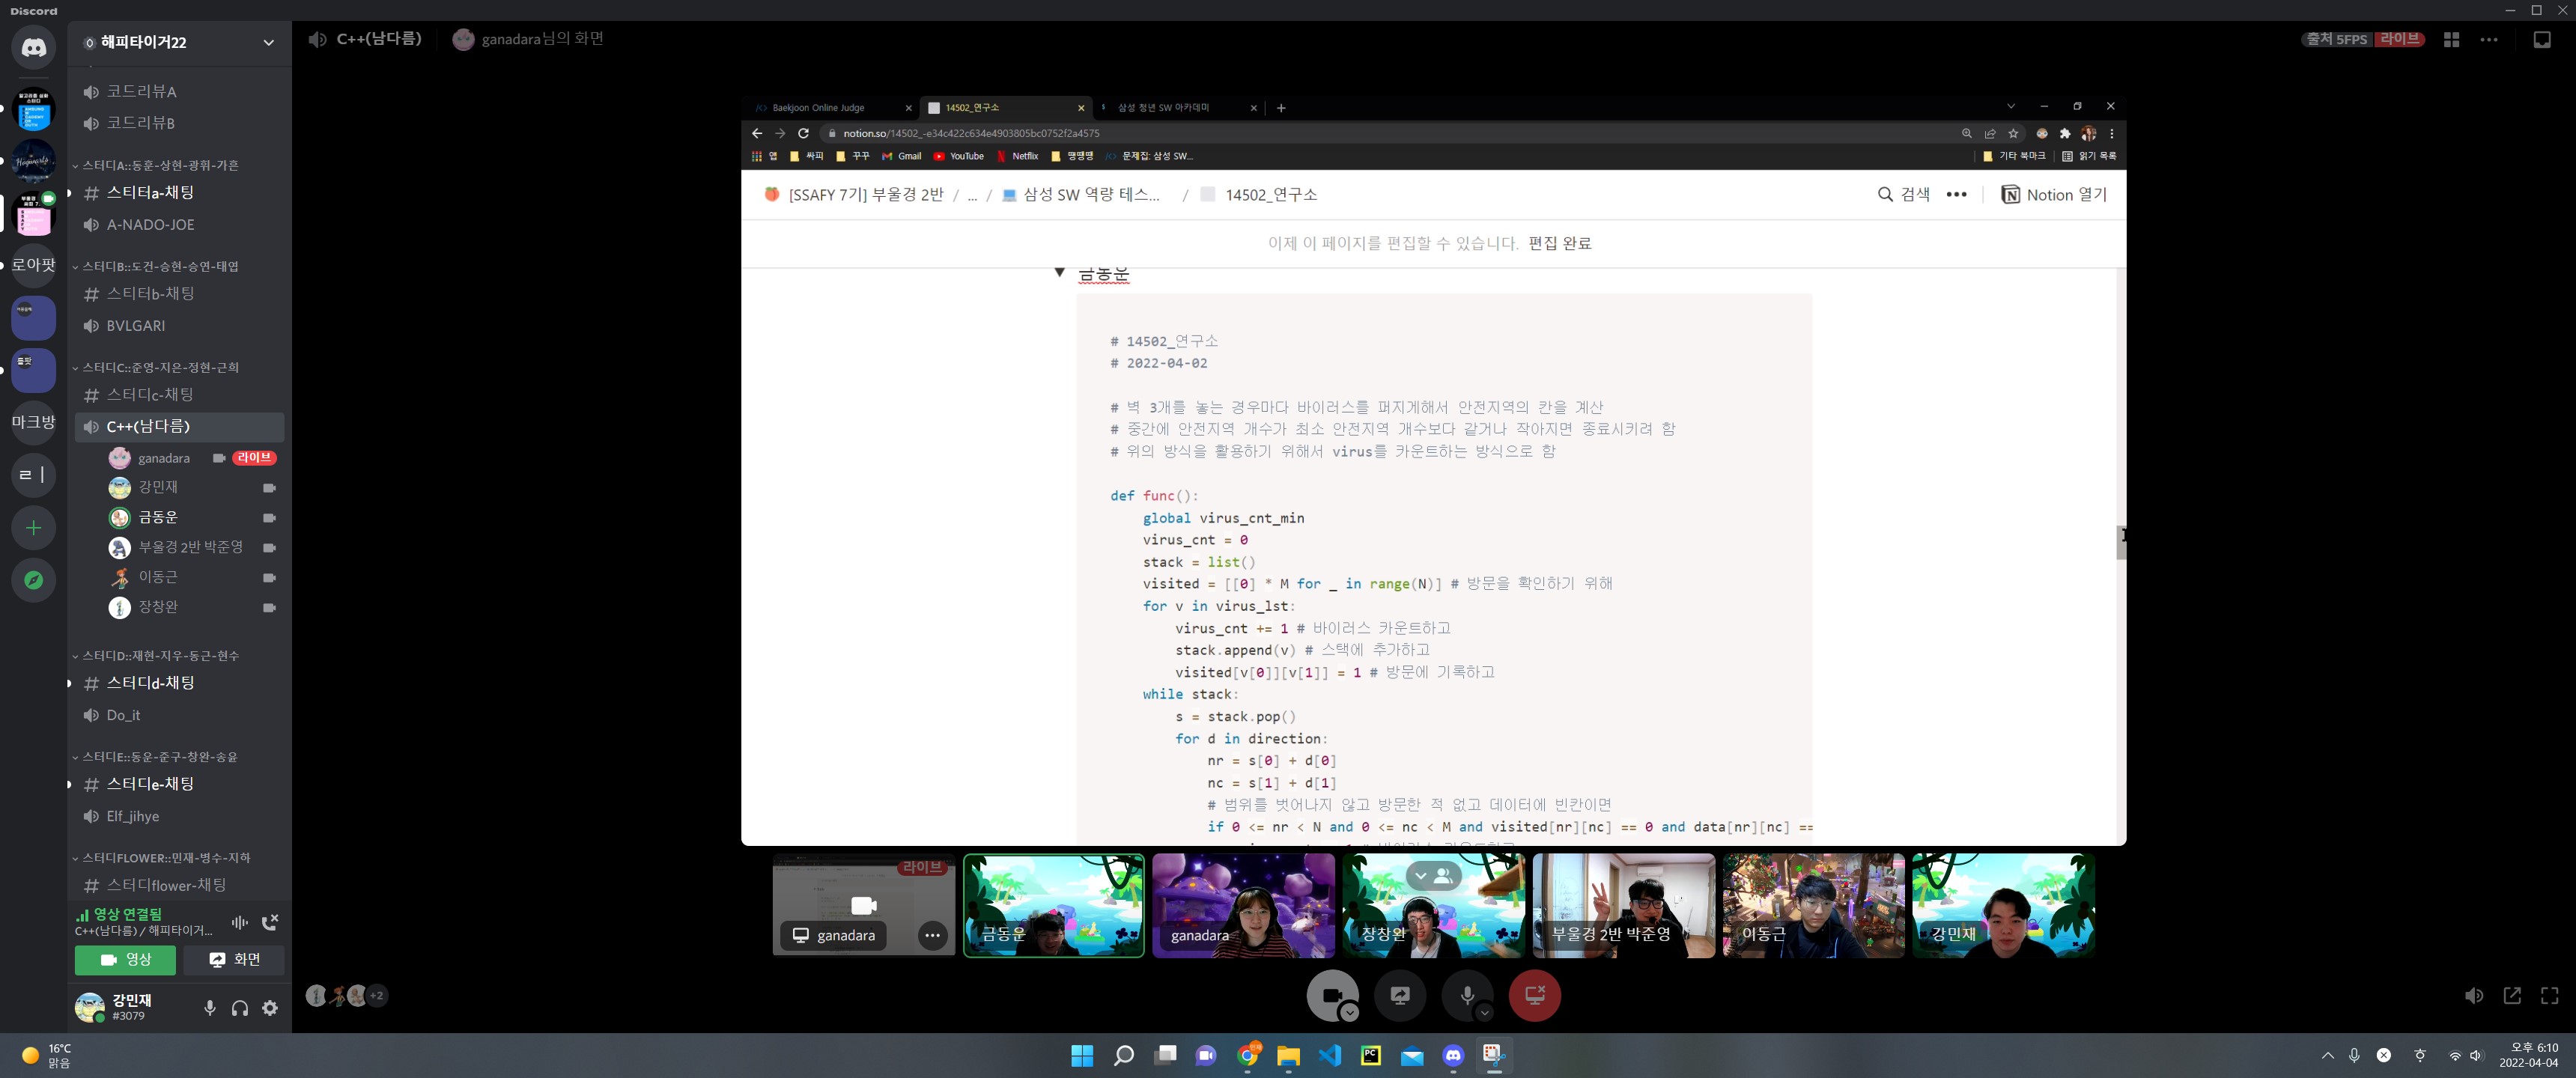 Discord
해피타이거22
코드리뷰A
코드리뷰B
스터디A::동훈-상현-광휘-가흔
스티터a-채팅
A-NADO-JOE
스터디B::도건-승현-승연-태엽
스티터b-채팅
BVLGARI
스터디C::준영-지은-정현-근희
스터디c-채팅
C++(남다름)
ganadara 라이브
강민재
금동운
부울경 2반 박준영
이동근
장창완
스터디D::재현-지우-동근-현수
스터디d-채팅
Do_it
스터디E::동운-준구-창완-송윤
스터디e-채팅
Elf_jihye
스터디FLOWER::민재-병수-지하
스터디flower-채팅
영상 연결됨
C++(남다름) / 해피타이거...
영상 화면
강민재
#3079
로아팟
마크방
ㄹㅣ
C++(남다름) ganadara님의 화면
출처 5FPS 라이브
Baekjoon Online Judge 14502_연구소 삼성 청년 SW 아카데미
notion.so/14502_-e34c422c634e4903805bc0752f2a4575
앱 싸피 꾸꾸 Gmail YouTube Netflix 땡땡땡 문제집: 삼성 SW... 기타 북마크 읽기 목록
[SSAFY 7기] 부울경 2반 / ... / 삼성 SW 역량 테스... / 14502_연구소 검색 Notion 열기
이제 이 페이지를 편집할 수 있습니다. 편집 완료
금동운
# 14502_연구소
# 2022-04-02
# 벽 3개를 놓는 경우마다 바이러스를 퍼지게해서 안전지역의 칸을 계산
# 중간에 안전지역 개수가 최소 안전지역 개수보다 같거나 작아지면 종료시키려 함
# 위의 방식을 활용하기 위해서 virus를 카운트하는 방식으로 함
def func():
global virus_cnt_min
virus_cnt = 0
stack = list()
visited = [[0] * M for _ in range(N)] # 방문을 확인하기 위해
for v in virus_lst:
virus_cnt += 1 # 바이러스 카운트하고
stack.append(v) # 스택에 추가하고
visited[v[0]][v[1]] = 1 # 방문에 기록하고
while stack:
s = stack.pop()
for d in direction:
nr = s[0] + d[0]
nc = s[1] + d[1]
# 범위를 벗어나지 않고 방문한 적 없고 데이터에 빈칸이면
if 0 <= nr < N and 0 <= nc < M and visited[nr][nc] == 0 and data[nr][nc] ==
라이브
ganadara
금동운
ganadara
장창완
부울경 2반 박준영
이동근
강민재
+2
16°C
맑음
오후 6:10
2022-04-04